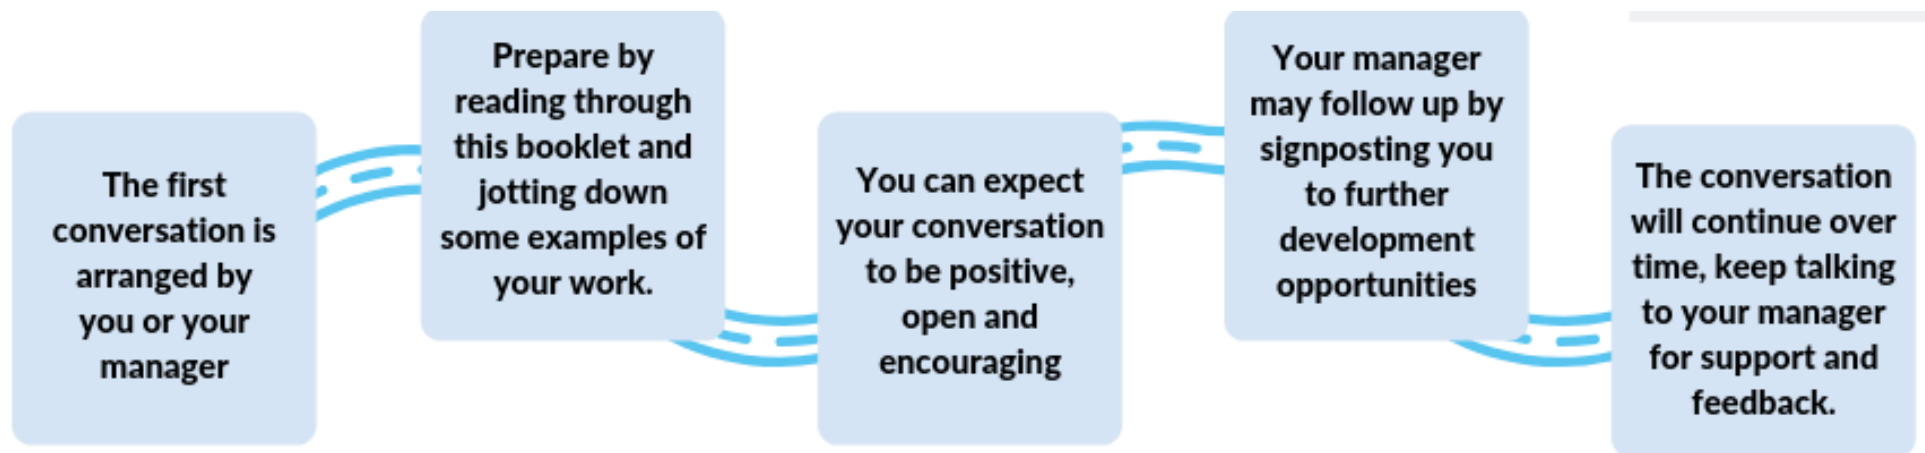 The first
conversation is
arranged by
you or your
manager
Prepare by
reading through
this booklet and
jotting down
some examples of
your work.
You can expect
your conversation
to be positive,
open and
encouraging
Your manager
may follow up by
signposting you
to further
development
opportunities
The conversation
will continue over
time, keep talking
to your manager
for support and
feedback.